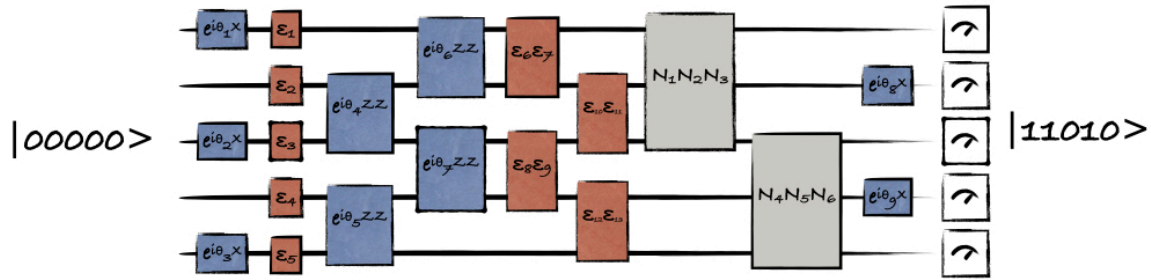 |00000>
e^{iθ₁X}
ε₁
e^{iθ₆ZZ}
ε₆ε₇
N₁N₂N₃
ε₂
e^{iθ₄ZZ}
ε₁₀ε₁₁
e^{iθ₈X}
e^{iθ₂X}
ε₃
e^{iθ₇ZZ}
ε₈ε₉
|11010>
ε₄
e^{iθ₅ZZ}
ε₁₂ε₁₃
N₄N₅N₆
e^{iθ₉X}
e^{iθ₃X}
ε₅